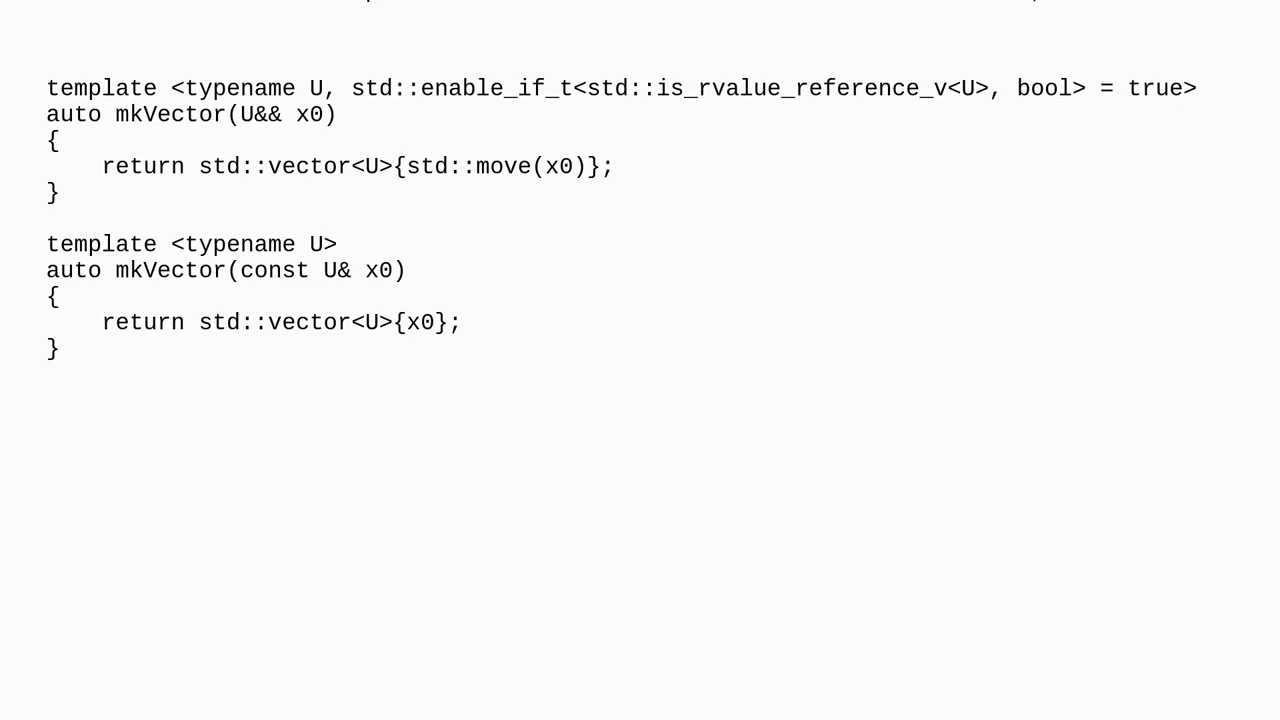 template <typename U, std::enable_if_t<std::is_rvalue_reference_v<U>, bool> = true>
auto mkVector(U&& x0)
{
    return std::vector<U>{std::move(x0)};
}

template <typename U>
auto mkVector(const U& x0)
{
    return std::vector<U>{x0};
}